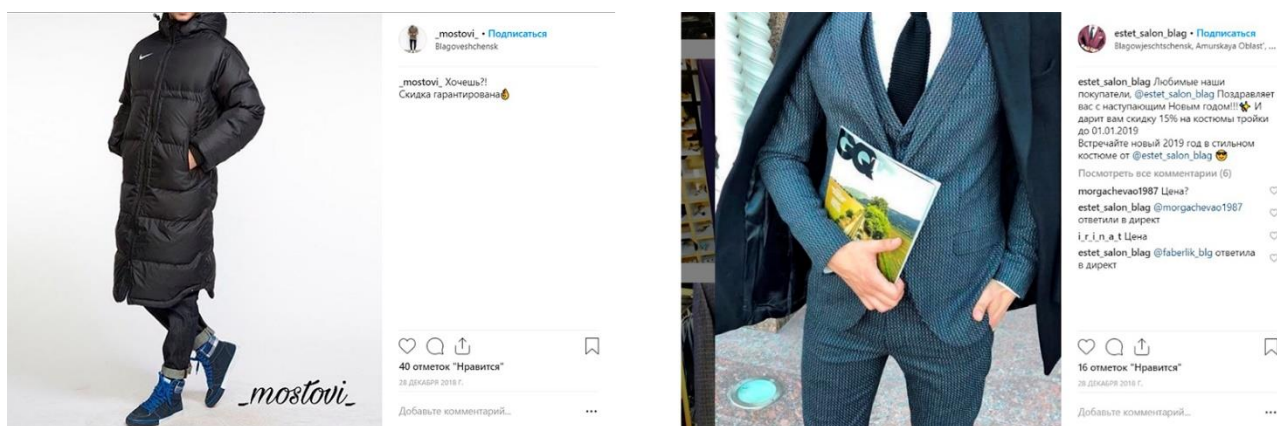 _mostovi_ • Подписаться
Blagoveshchensk
_mostovi_ Хочешь?!
Скидка гарантирована
40 отметок "Нравится"
26 ДЕКАБРЯ 2018 Г.
Добавьте комментарий...
_mostovi_
GQ
estet_salon_blag • Подписаться
Blagowjeschtschensk, Amurskaya Oblast', ...
estet_salon_blag Любимые наши
покупатели, @estet_salon_blag Поздравляет
вас с наступающим Новым годом!!! И
дарит вам скидку 15% на костюмы тройки
до 01.01.2019
Встречайте новый 2019 год в стильном
костюме от @estet_salon_blag
Посмотреть все комментарии (6)
morgachevao1987 Цена?
estet_salon_blag @morgachevao1987
ответили в директ
i_r_i_n_a_t Цена
estet_salon_blag @faberlik_blg ответила
в директ
16 отметок "Нравится"
26 ДЕКАБРЯ 2018 Г.
Добавьте комментарий...